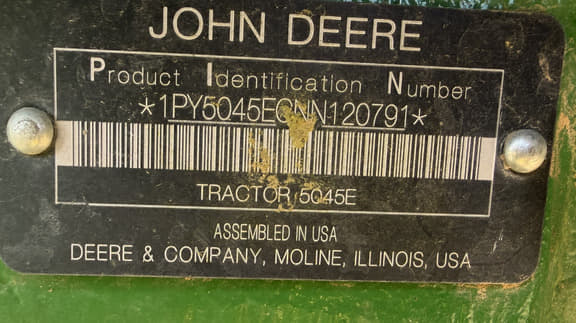 JOHN DEERE
Product Identification Number
*1PY5045ECNN120791*
TRACTOR 5045E
ASSEMBLED IN USA
DEERE & COMPANY, MOLINE, ILLINOIS, USA